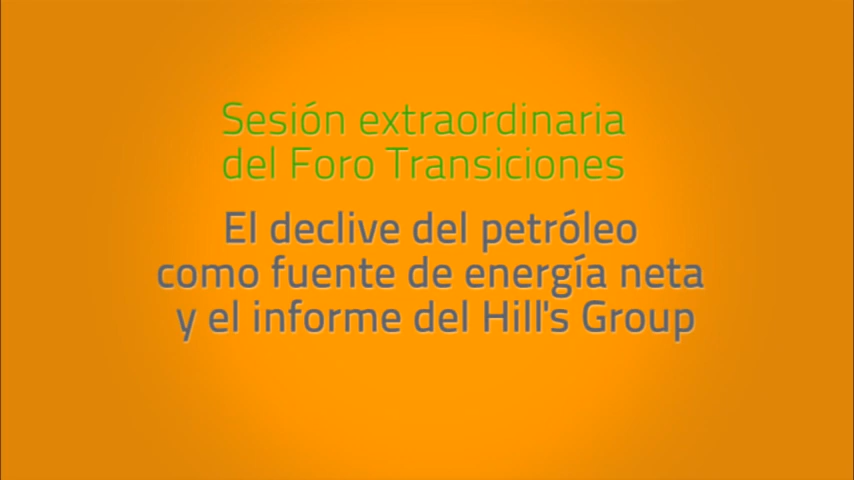 Sesión extraordinaria
del Foro Transiciones
El declive del petróleo
como fuente de energía neta
y el informe del Hill's Group